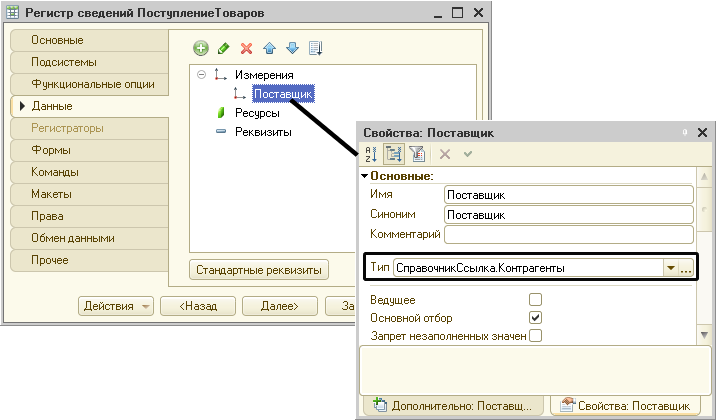 Регистр сведений ПоступлениеТоваров
Основные
Подсистемы
Функциональные опции
Данные
Регистраторы
Формы
Команды
Макеты
Права
Обмен данными
Прочее
Измерения
Поставщик
Ресурсы
Реквизиты
Стандартные реквизиты
Действия
<Назад
Далее>
За
Свойства: Поставщик
Основные:
Имя
Поставщик
Синоним
Поставщик
Комментарий
Тип
СправочникСсылка.Контрагенты
...
Ведущее
Основной отбор
Запрет незаполненных значен
Дополнительно: Поставщ...
Свойства: Поставщик